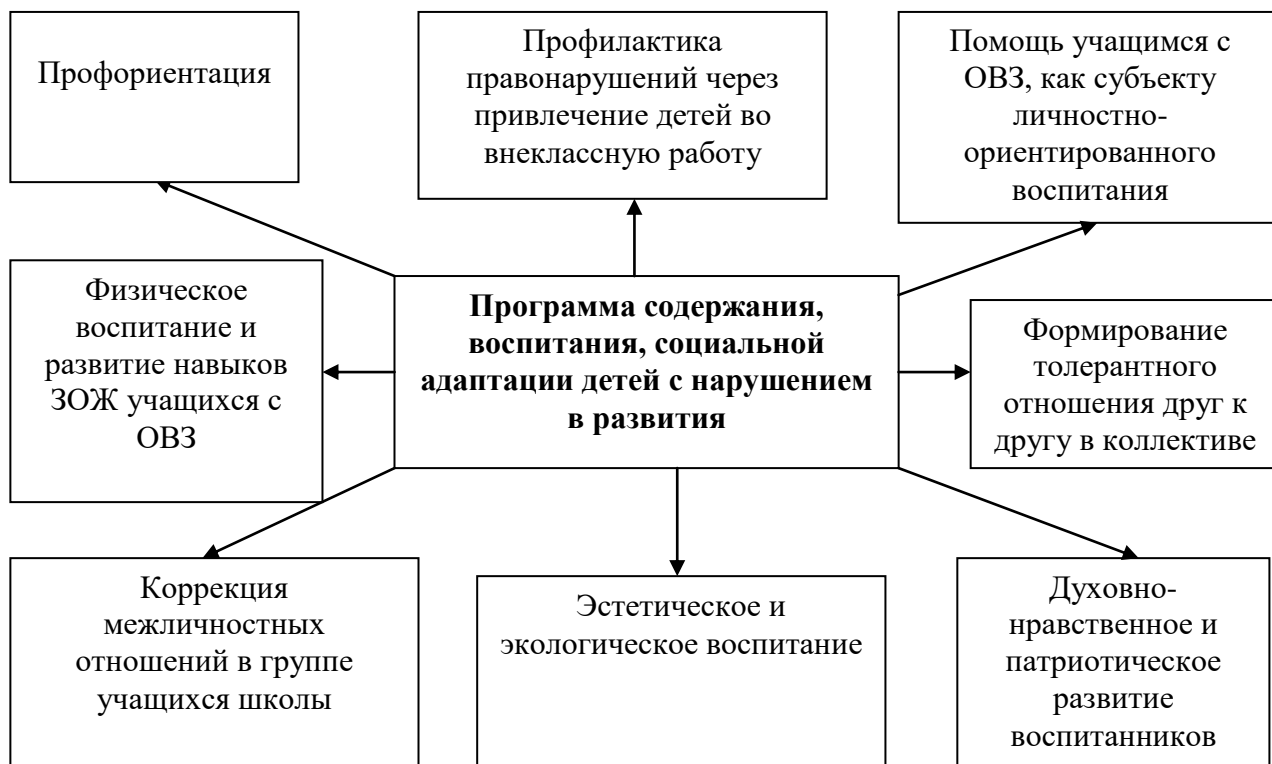 Профориентация
Профилактика
правонарушений через
привлечение детей во
внеклассную работу
Помощь учащимся с
ОВЗ, как субъекту
личностно-
ориентированного
воспитания
Физическое
воспитание и
развитие навыков
ЗОЖ учащихся с
ОВЗ
Программа содержания,
воспитания, социальной
адаптации детей с нарушением
в развития
Формирование
толерантного
отношения друг к
другу в коллективе
Коррекция
межличностных
отношений в группе
учащихся школы
Эстетическое и
экологическое воспитание
Духовно-
нравственное и
патриотическое
развитие
воспитанников